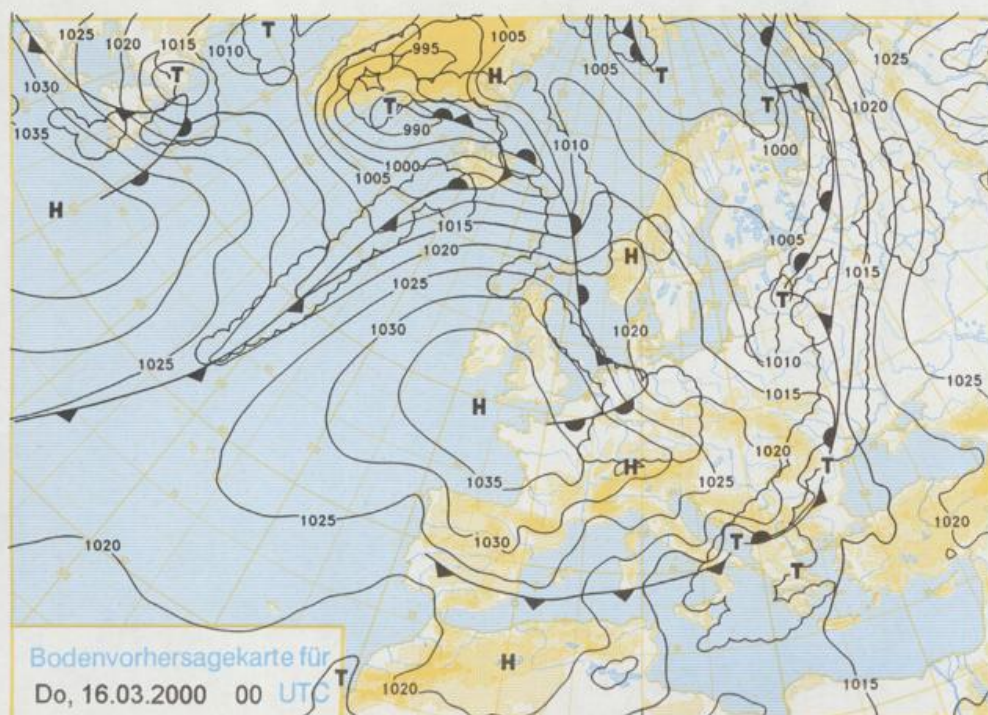 1025 1020 1015 1010 T 995 1005 1025
T H T 1005 T 1020
1030 T 990 T 1000
1035 1000 1010
H 1005 1015 1005
1020 H 1015
1025 T
1030 1020 1010
1025 1025
H 1015
1020
H T
1035 1025
1025
1020 1030 T 1020
T
Bodenvorhersagekarte für H
Do, 16.03.2000 00 UTC T 1020 1015